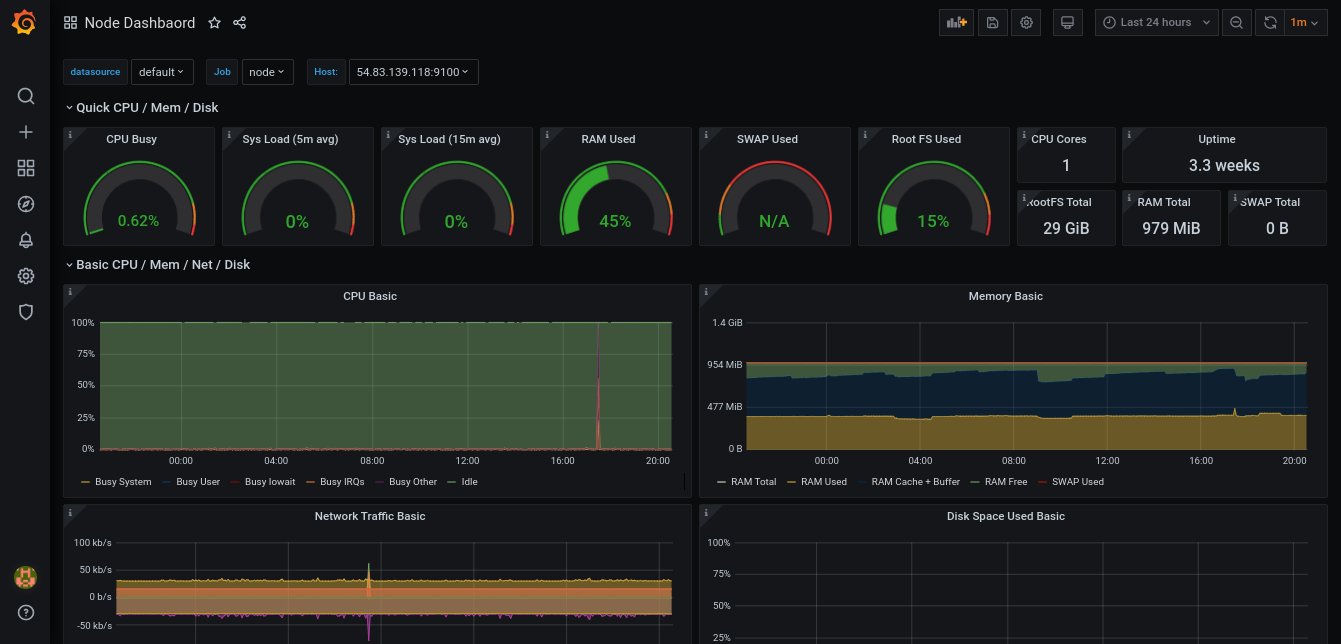 Node Dashbaord
Last 24 hours
1m
datasource
default
Job
node
Host:
54.83.139.118:9100
Quick CPU / Mem / Disk
CPU Busy
0.62%
Sys Load (5m avg)
0%
Sys Load (15m avg)
0%
RAM Used
45%
SWAP Used
N/A
Root FS Used
15%
CPU Cores
1
Uptime
3.3 weeks
RootFS Total
29 GiB
RAM Total
979 MiB
SWAP Total
0 B
Basic CPU / Mem / Net / Disk
CPU Basic
100%
75%
50%
25%
0%
00:00 04:00 08:00 12:00 16:00 20:00
Busy System Busy User Busy Iowait Busy IRQs Busy Other Idle
Memory Basic
1.4 GiB
954 MiB
477 MiB
0 B
00:00 04:00 08:00 12:00 16:00 20:00
RAM Total RAM Used RAM Cache + Buffer RAM Free SWAP Used
Network Traffic Basic
100 kb/s
50 kb/s
0 b/s
-50 kb/s
Disk Space Used Basic
100%
75%
50%
25%